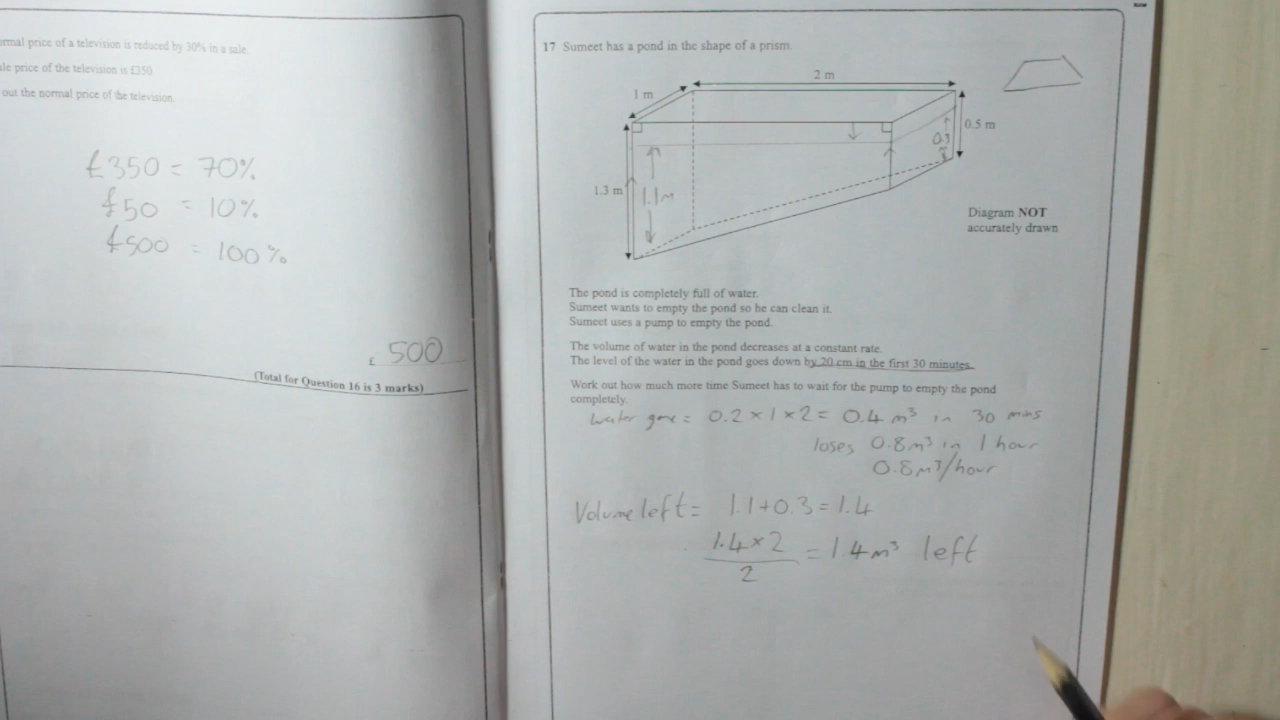 rmal price of a television is reduced by 30% in a sale.
le price of the television is £350
out the normal price of the television.
£350 = 70%
£50 = 10%
£500 = 100%
£ 500
(Total for Question 16 is 3 marks)
17 Sumeet has a pond in the shape of a prism.
2 m
1 m
0.5 m
0.3
1.3 m
1.1m
Diagram NOT
accurately drawn
The pond is completely full of water.
Sumeet wants to empty the pond so he can clean it.
Sumeet uses a pump to empty the pond.
The volume of water in the pond decreases at a constant rate.
The level of the water in the pond goes down by 20 cm in the first 30 minutes.
Work out how much more time Sumeet has to wait for the pump to empty the pond
completely.
Water gone = 0.2 × 1 × 2 = 0.4 m³ in 30 mins
loses 0.8m³ in 1 hour
0.8m³/hour
Volume left = 1.1+0.3 = 1.4
1.4×2
2
= 1.4m³ left